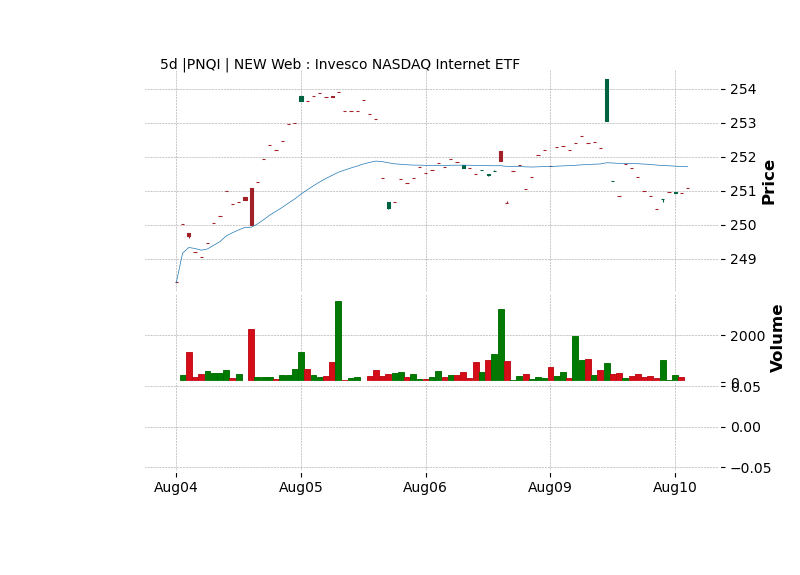 5d |PNQI | NEW Web : Invesco NASDAQ Internet ETF
254
253
252
251
250
249
Price
2000
0
Volume
0.05
0.00
−0.05
Aug04 Aug05 Aug06 Aug09 Aug10